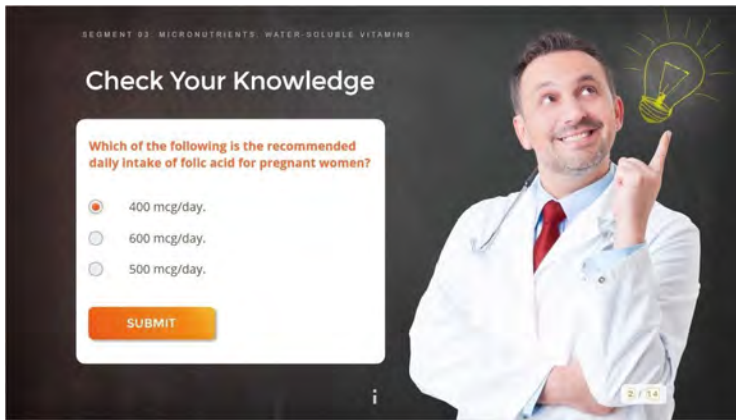 SEGMENT 03. MICRONUTRIENTS: WATER-SOLUBLE VITAMINS
Check Your Knowledge
Which of the following is the recommended
daily intake of folic acid for pregnant women?
400 mcg/day.
600 mcg/day.
500 mcg/day.
SUBMIT
i
2 / 14